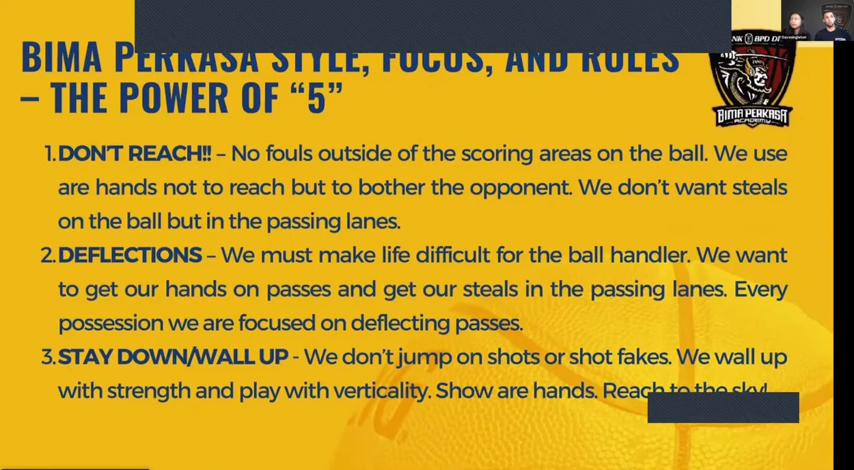 BIMA PERKASA STYLE, FOCUS, AND RULES
– THE POWER OF “5”
BIMA PERKASA
ACADEMY
1. DON'T REACH!! – No fouls outside of the scoring areas on the ball. We use
are hands not to reach but to bother the opponent. We don't want steals
on the ball but in the passing lanes.
2. DEFLECTIONS – We must make life difficult for the ball handler. We want
to get our hands on passes and get our steals in the passing lanes. Every
possession we are focused on deflecting passes.
3. STAY DOWN/WALL UP - We don't jump on shots or shot fakes. We wall up
with strength and play with verticality. Show are hands. Reach to the sky!